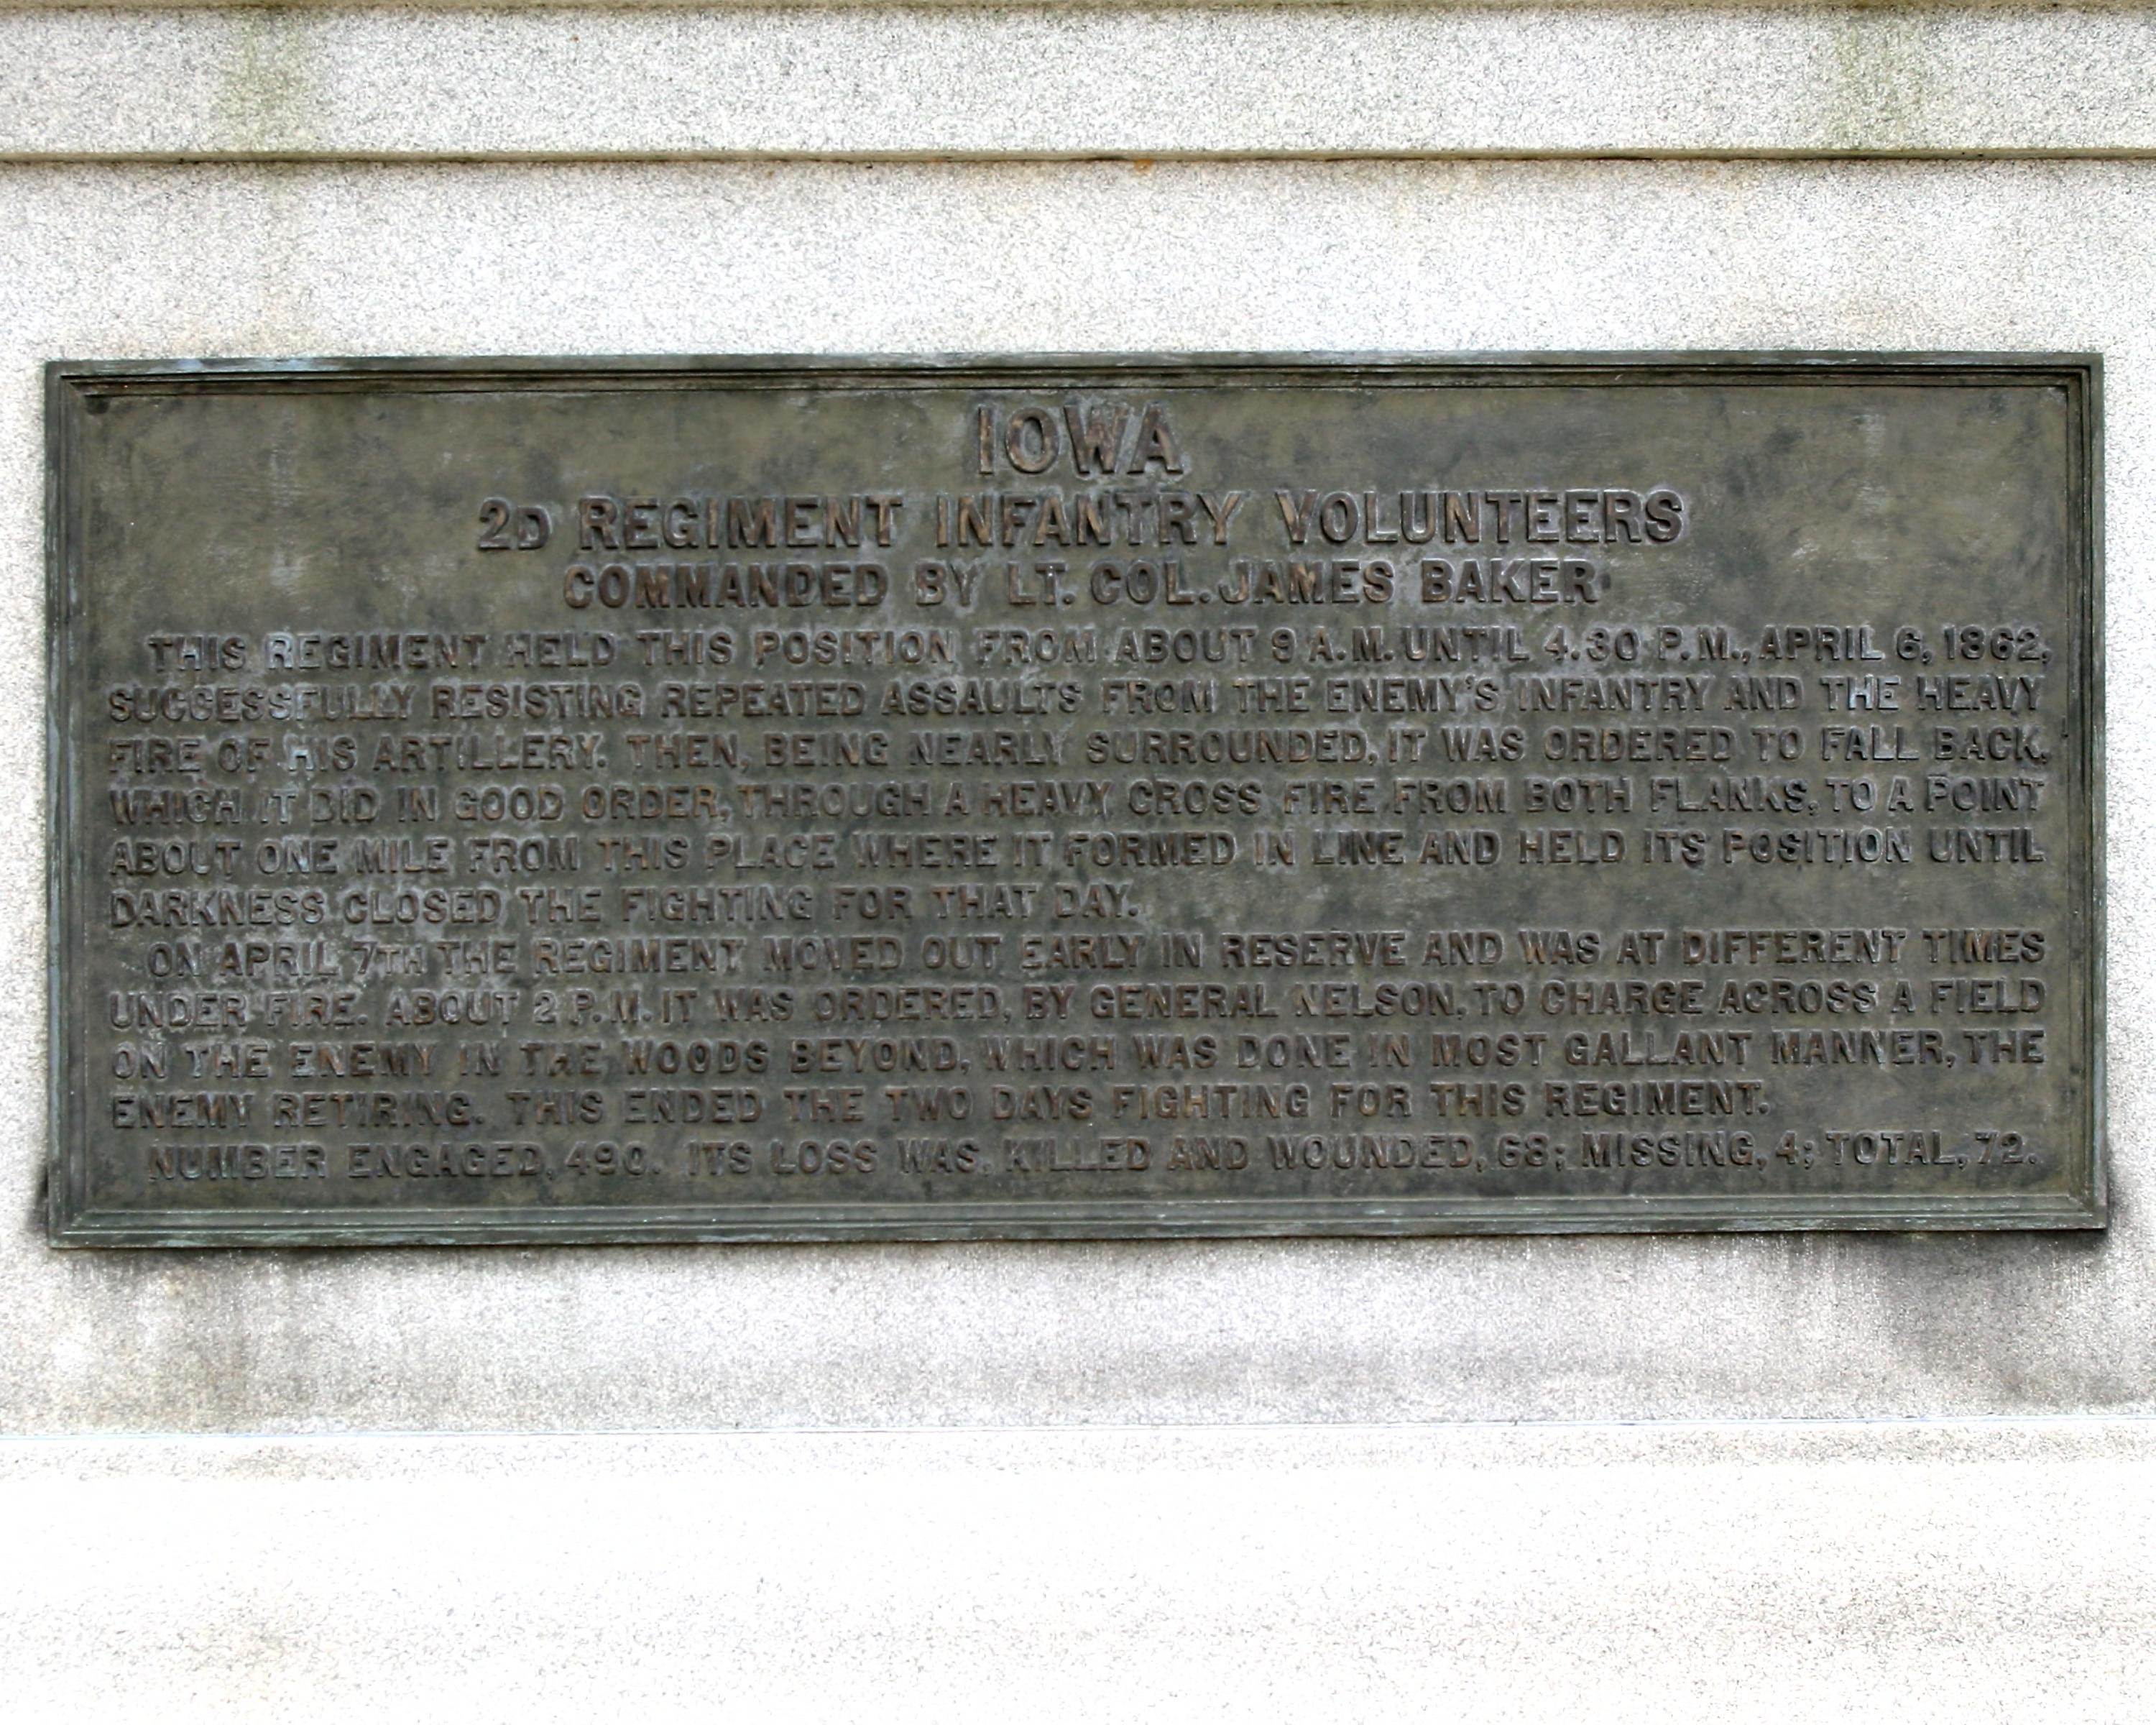 IOWA
2D REGIMENT INFANTRY VOLUNTEERS
COMMANDED BY LT. COL. JAMES BAKER
THIS REGIMENT HELD THIS POSITION FROM ABOUT 9 A.M. UNTIL 4.30 P.M., APRIL 6, 1862,
SUCCESSFULLY RESISTING REPEATED ASSAULTS FROM THE ENEMY'S INFANTRY AND THE HEAVY
FIRE OF HIS ARTILLERY. THEN, BEING NEARLY SURROUNDED, IT WAS ORDERED TO FALL BACK,
WHICH IT DID IN GOOD ORDER, THROUGH A HEAVY CROSS FIRE FROM BOTH FLANKS, TO A POINT
ABOUT ONE MILE FROM THIS PLACE WHERE IT FORMED IN LINE AND HELD ITS POSITION UNTIL
DARKNESS CLOSED THE FIGHTING FOR THAT DAY.
ON APRIL 7TH THE REGIMENT MOVED OUT EARLY IN RESERVE AND WAS AT DIFFERENT TIMES
UNDER FIRE. ABOUT 2 P.M. IT WAS ORDERED, BY GENERAL NELSON, TO CHARGE ACROSS A FIELD
ON THE ENEMY IN THE WOODS BEYOND, WHICH WAS DONE IN MOST GALLANT MANNER, THE
ENEMY RETIRING. THIS ENDED THE TWO DAYS FIGHTING FOR THIS REGIMENT.
NUMBER ENGAGED, 490. ITS LOSS WAS, KILLED AND WOUNDED, 68; MISSING, 4; TOTAL, 72.